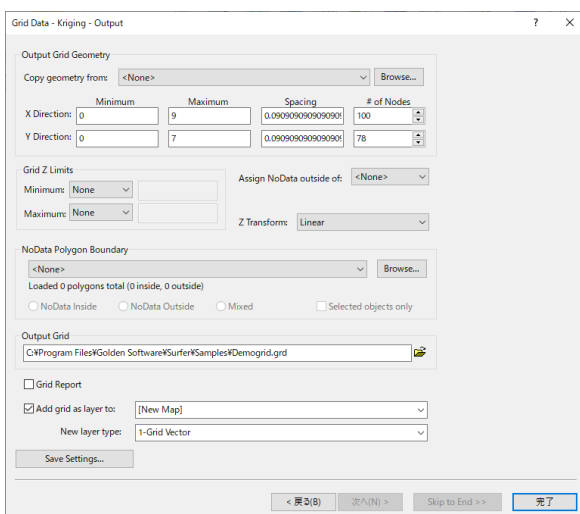 Grid Data - Kriging - Output ? ×
Output Grid Geometry
Copy geometry from: <None> Browse...
Minimum Maximum Spacing # of Nodes
X Direction: 0 9 0.090909090909090! 100
Y Direction: 0 7 0.090909090909090! 78
Grid Z Limits
Minimum: None
Maximum: None
Assign NoData outside of: <None>
Z Transform: Linear
NoData Polygon Boundary
<None> Browse...
Loaded 0 polygons total (0 inside, 0 outside)
NoData Inside NoData Outside Mixed Selected objects only
Output Grid
C:¥Program Files¥Golden Software¥Surfer¥Samples¥Demogrid.grd
Grid Report
Add grid as layer to: [New Map]
New layer type: 1-Grid Vector
Save Settings...
< 戻る(B) 次へ(N) > Skip to End >> 完了